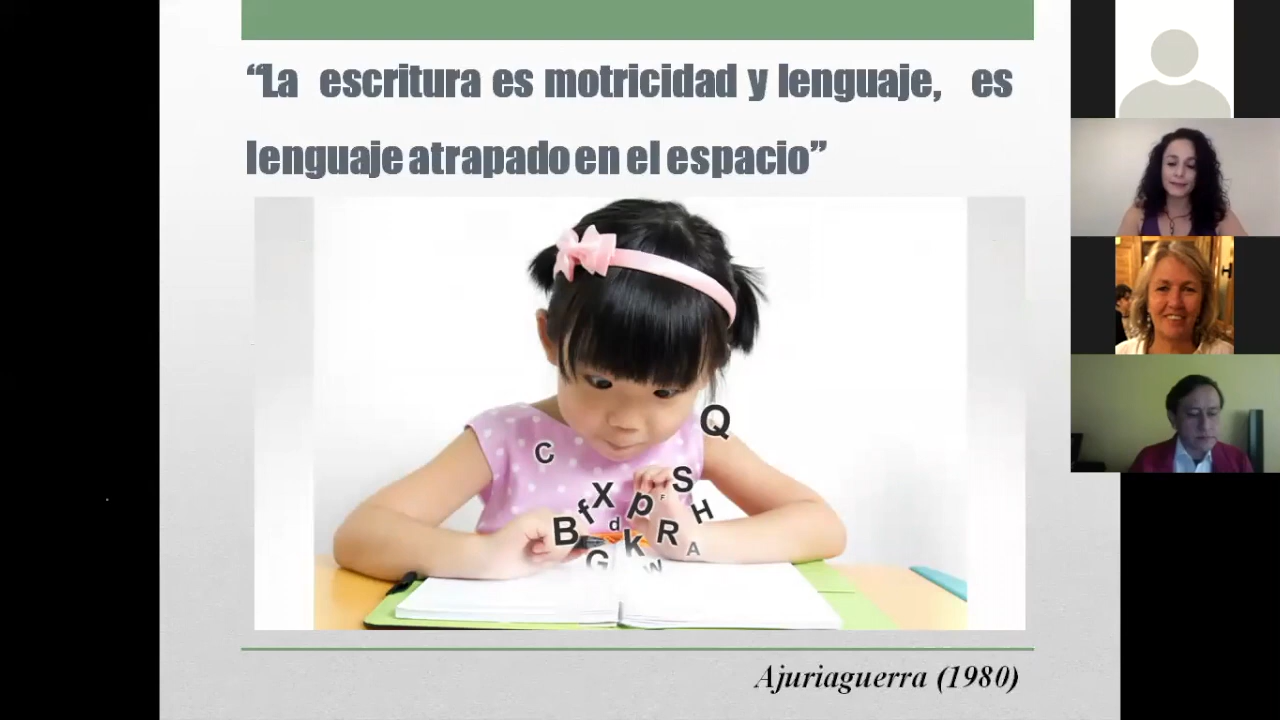 “La escritura es motricidad y lenguaje, es
lenguaje atrapado en el espacio”
Q
C
S
X
f
p
F
H
B
d
R
k
A
G
W
Ajuriaguerra (1980)